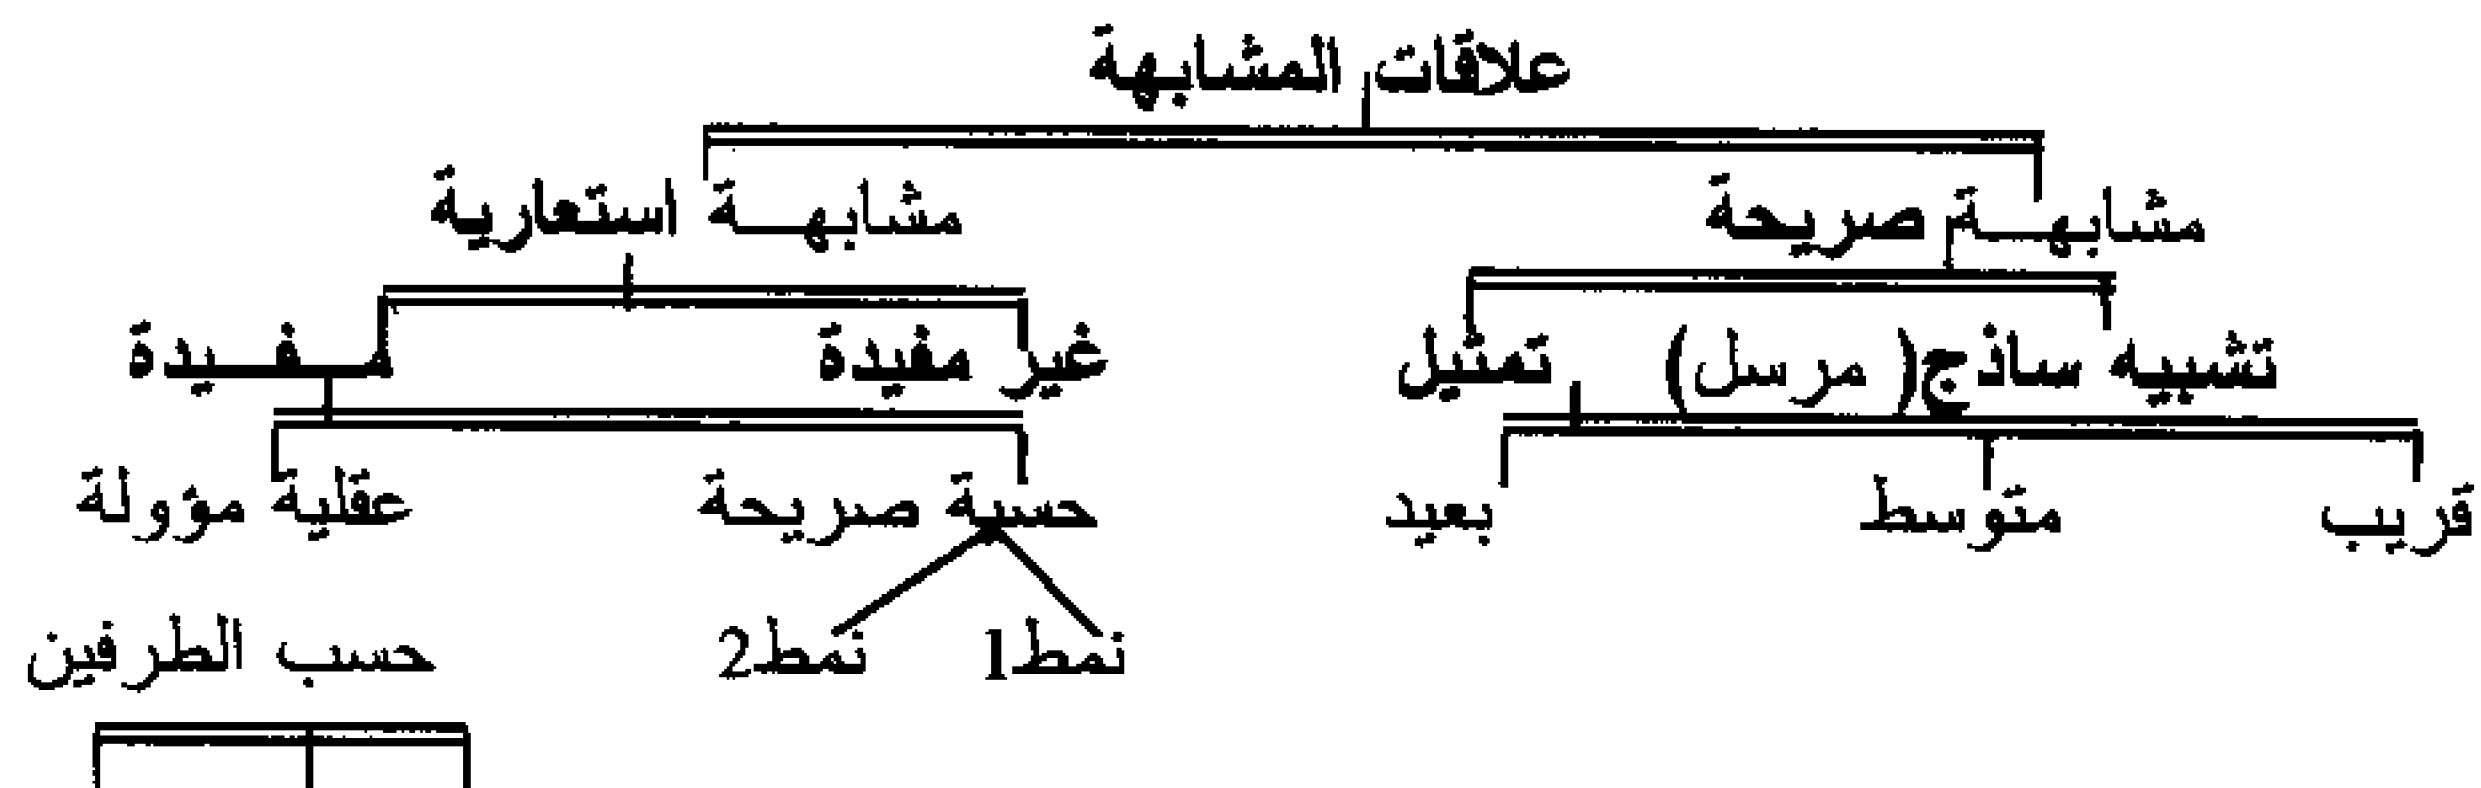 علاقات المشابهة
مشابهة صريحة مشابهة استعارية
تشبيه ساذج (مرسل) تمثيل غير مفيدة مفيدة
قريب متوسط بعيد حسية صريحة عقلية مؤولة
نمط1 نمط2 حسب الطرفين